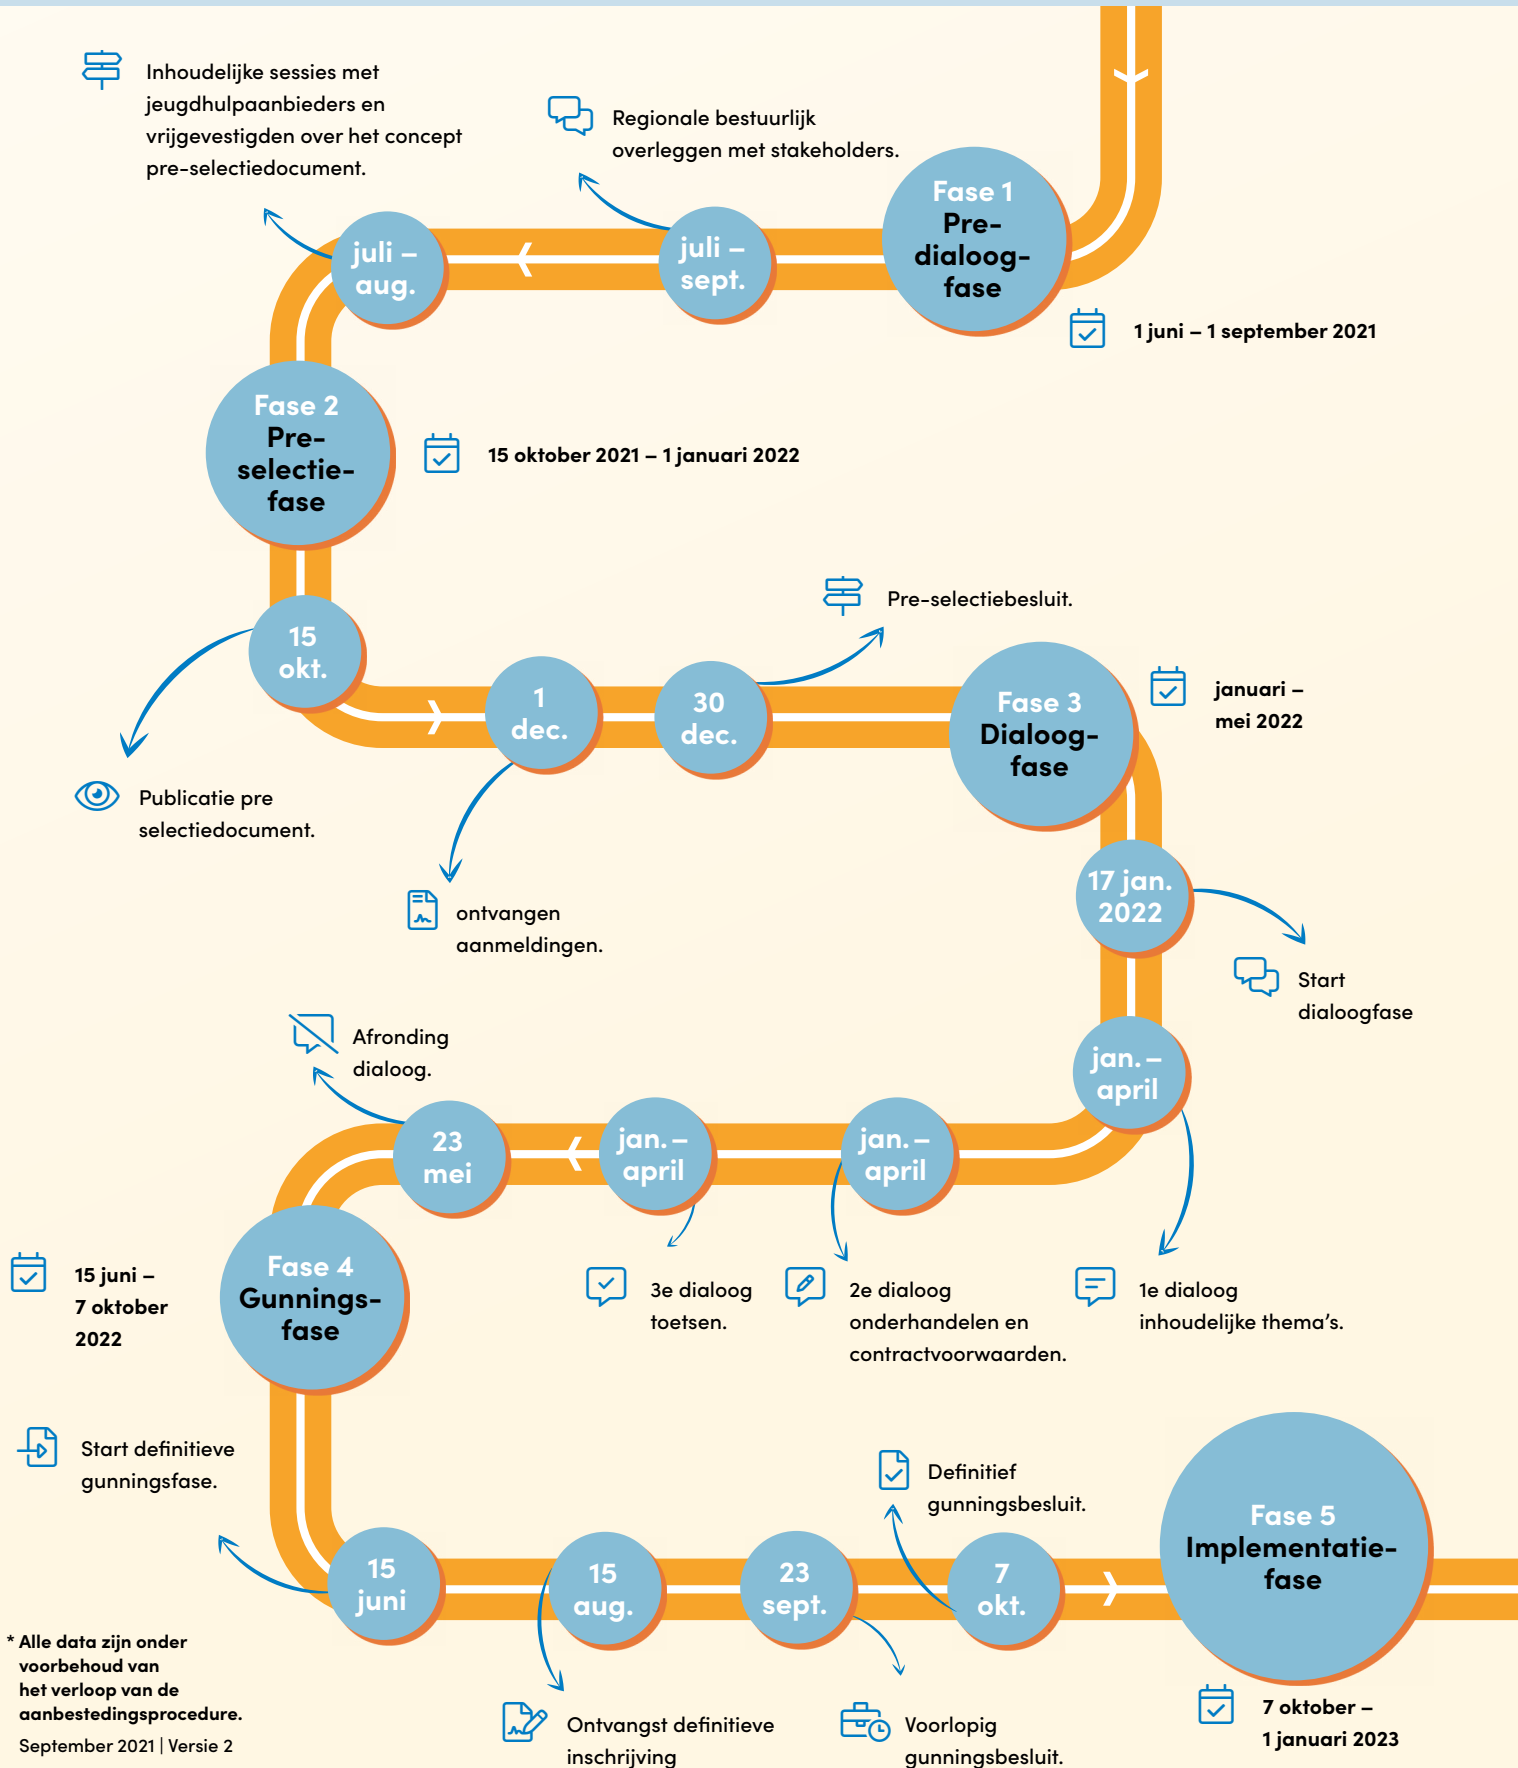 Inhoudelijke sessies met
jeugdhulpaanbieders en
vrijgevestigden over het concept
pre-selectiedocument.
Regionale bestuurlijk
overleggen met stakeholders.
Fase 1
Pre-
dialoog-
fase
juli –
sept.
juli –
aug.
1 juni – 1 september 2021
Fase 2
Pre-
selectie-
fase
15 oktober 2021 – 1 januari 2022
15
okt.
Publicatie pre
selectiedocument.
1
dec.
ontvangen
aanmeldingen.
30
dec.
Pre-selectiebesluit.
Fase 3
Dialoog-
fase
januari –
mei 2022
17 jan.
2022
Start
dialoogfase
jan. –
april
1e dialoog
inhoudelijke thema’s.
jan. –
april
2e dialoog
onderhandelen en
contractvoorwaarden.
jan. –
april
3e dialoog
toetsen.
23
mei
Afronding
dialoog.
Fase 4
Gunnings-
fase
15 juni –
7 oktober
2022
Start definitieve
gunningsfase.
15
juni
15
aug.
Ontvangst definitieve
inschrijving
23
sept.
Voorlopig
gunningsbesluit.
7
okt.
Definitief
gunningsbesluit.
Fase 5
Implementatie-
fase
7 oktober –
1 januari 2023
* Alle data zijn onder
voorbehoud van
het verloop van de
aanbestedingsprocedure.
September 2021 | Versie 2